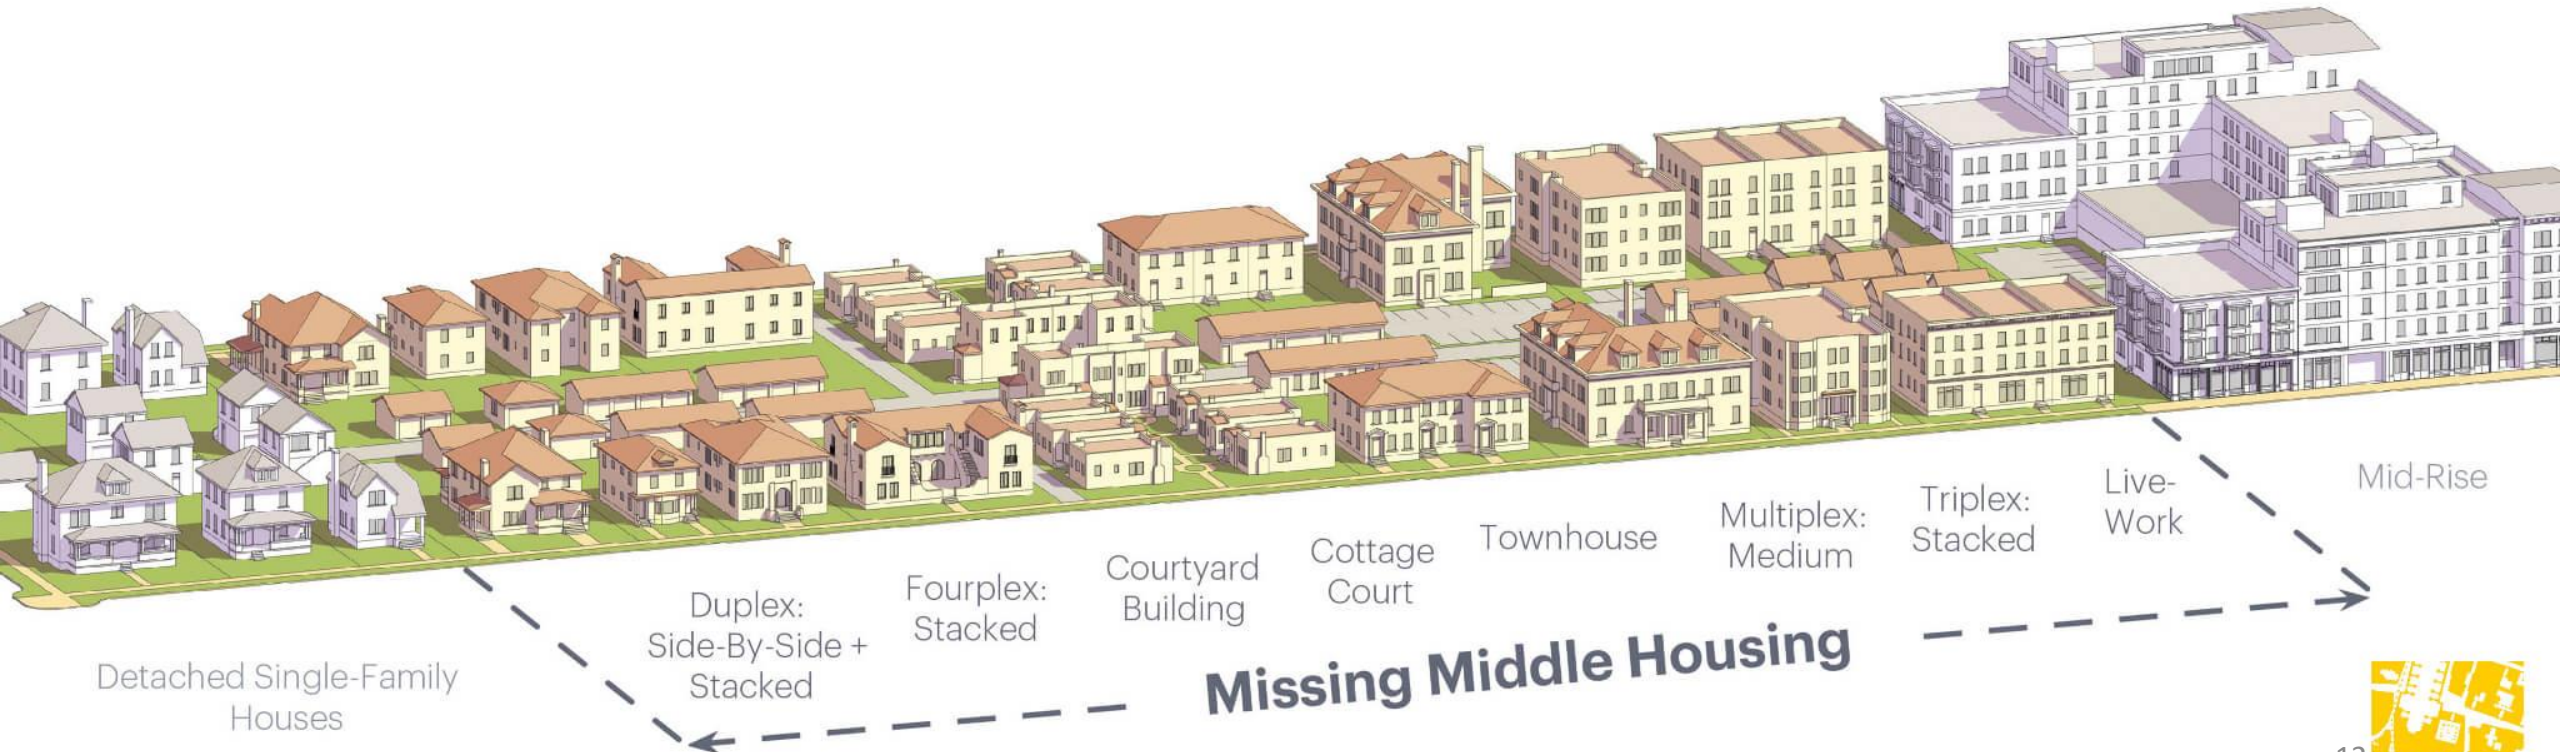 Detached Single-Family
Houses
Duplex:
Side-By-Side +
Stacked
Fourplex:
Stacked
Courtyard
Building
Cottage
Court
Townhouse
Multiplex:
Medium
Triplex:
Stacked
Live-
Work
Mid-Rise
Missing Middle Housing